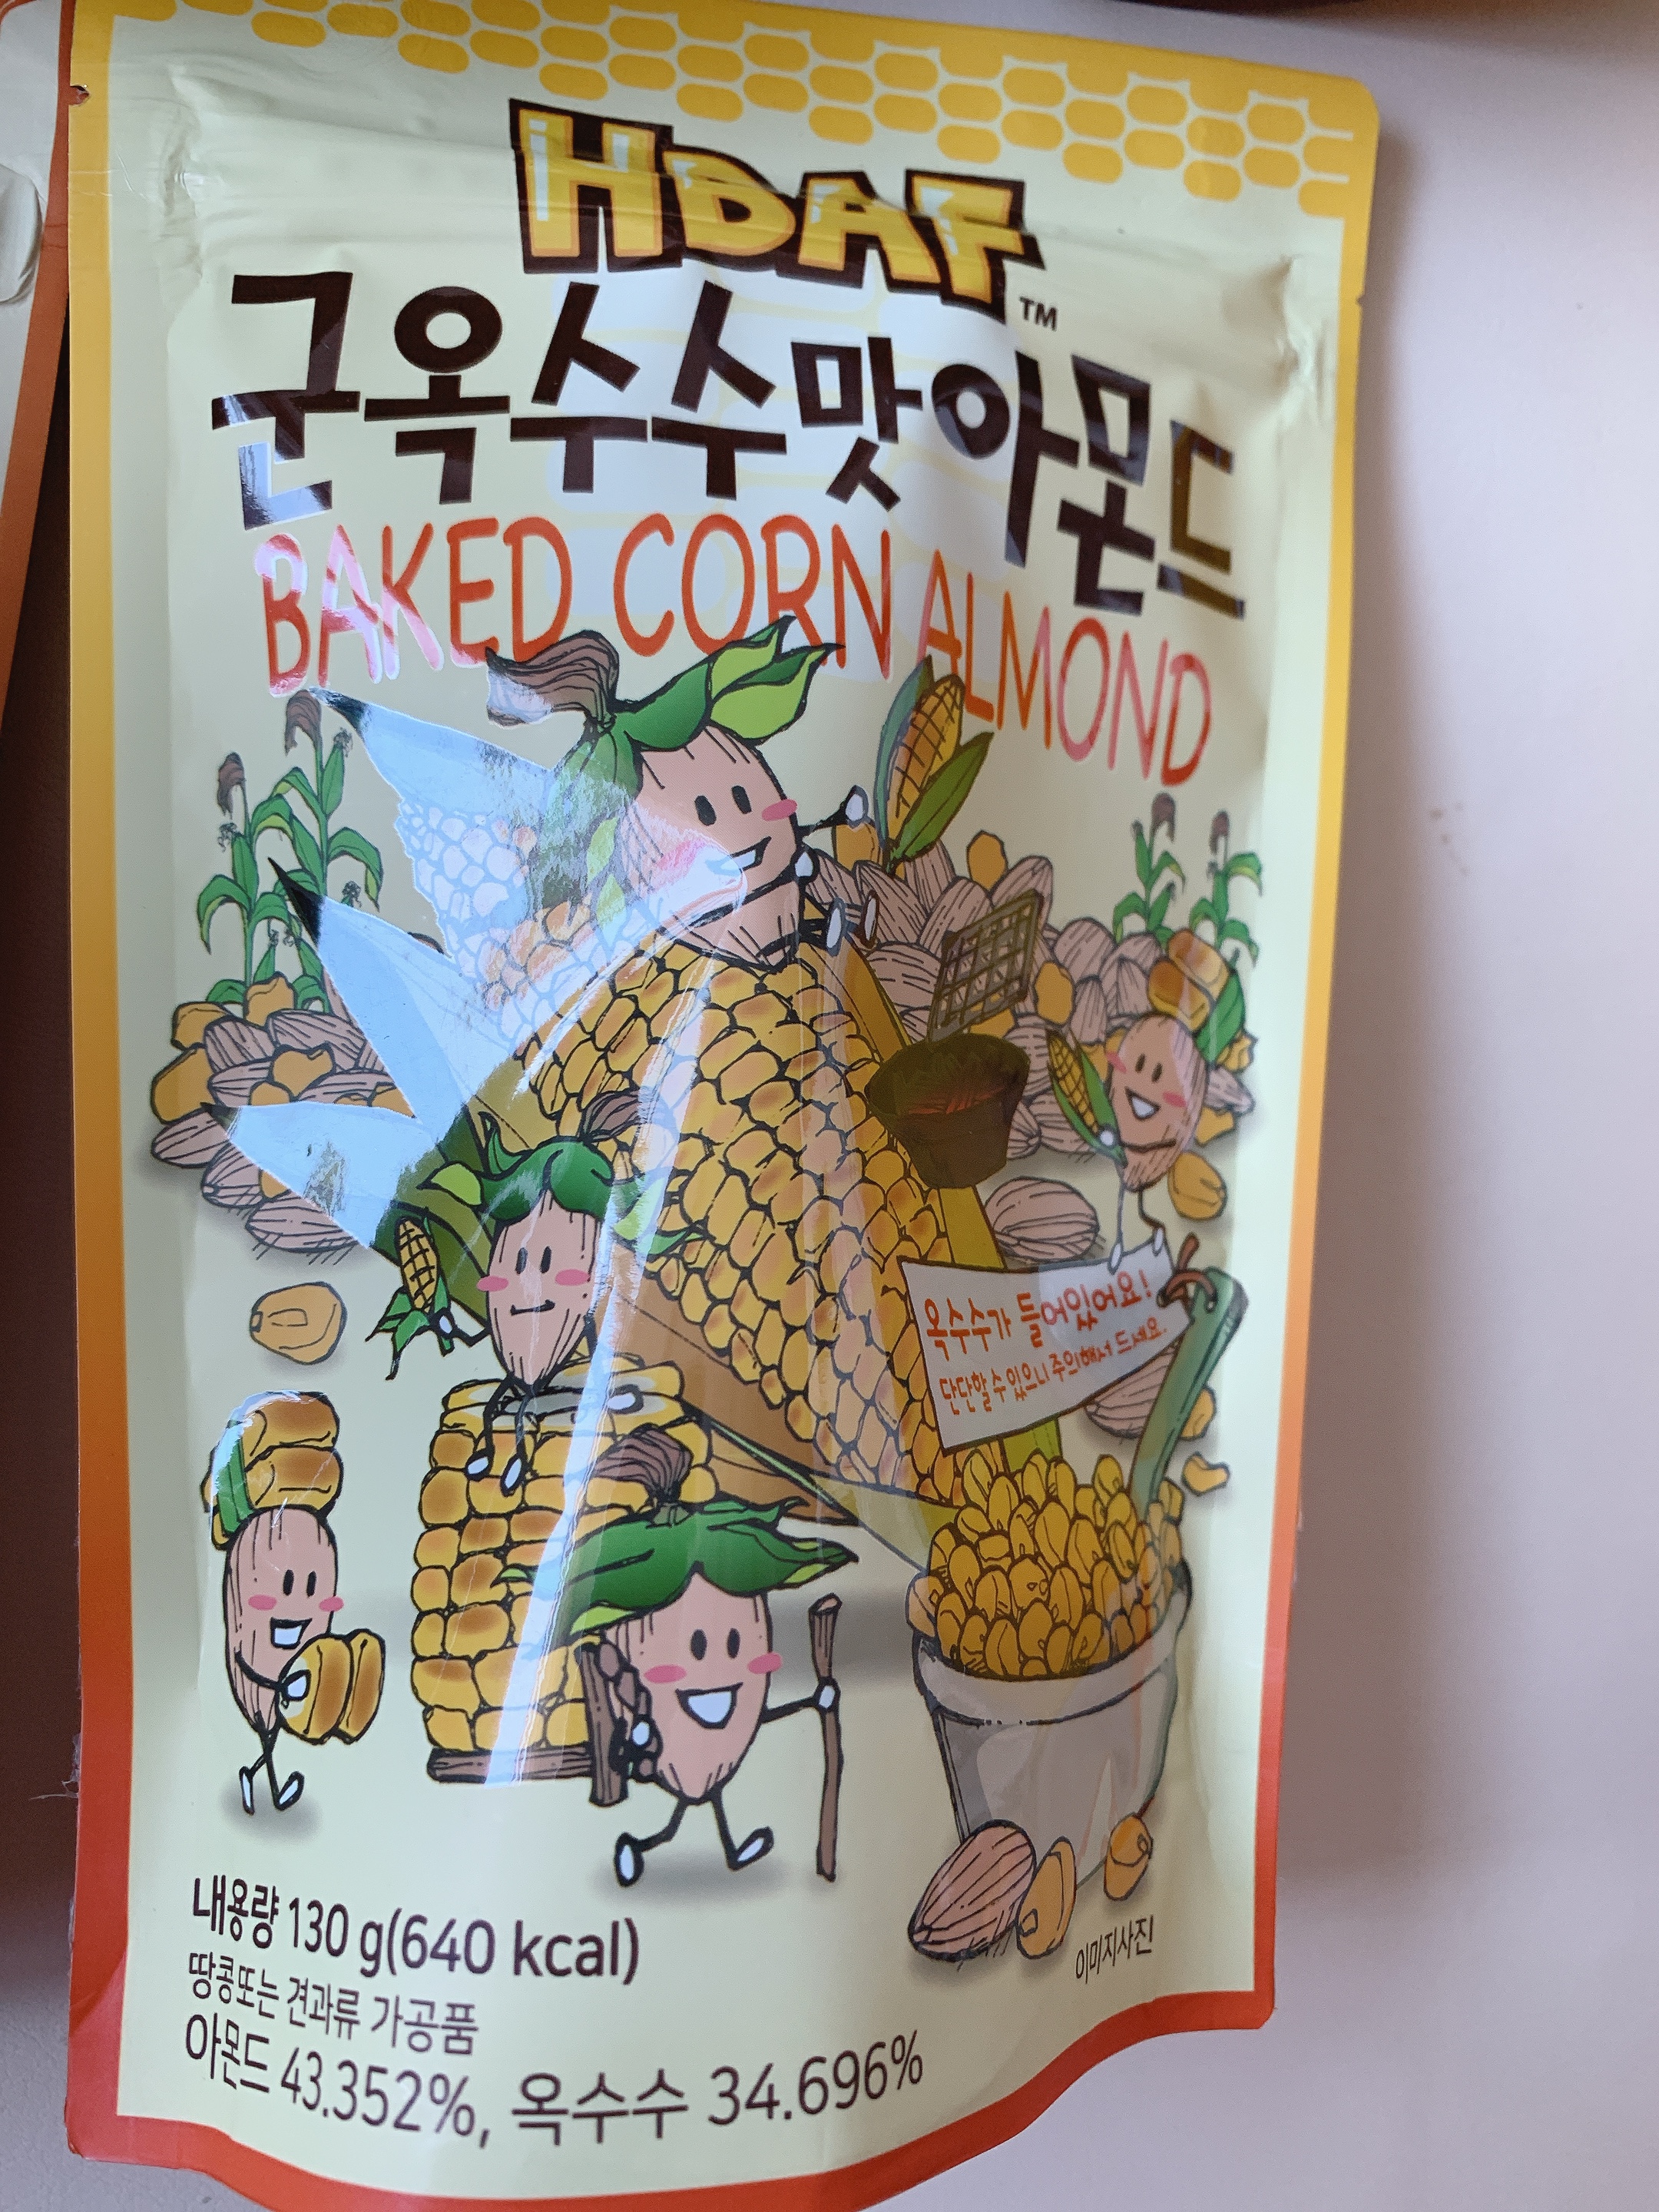 HBAF
TM
군옥수수맛아몬드
BAKED CORN ALMOND
옥수수가 들어있어요!
단단할 수 있으니 주의해서 드세요.
이미지사진
내용량 130 g(640 kcal)
땅콩또는 견과류 가공품
아몬드 43.352%, 옥수수 34.696%